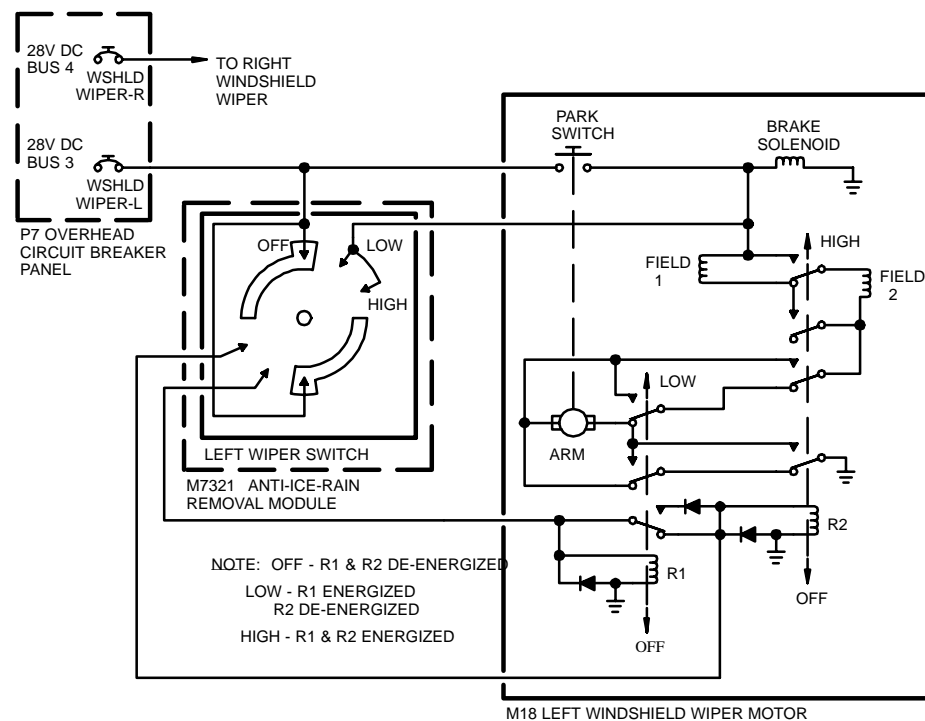 28V DC
BUS 4
WSHLD
WIPER-R
TO RIGHT
WINDSHIELD
WIPER
28V DC
BUS 3
WSHLD
WIPER-L
P7 OVERHEAD
CIRCUIT BREAKER
PANEL
PARK
SWITCH
BRAKE
SOLENOID
OFF
LOW
HIGH
LEFT WIPER SWITCH
M7321 ANTI-ICE-RAIN
REMOVAL MODULE
FIELD
1
HIGH
FIELD
2
LOW
ARM
R2
OFF
R1
OFF
NOTE: OFF - R1 & R2 DE-ENERGIZED
LOW - R1 ENERGIZED
R2 DE-ENERGIZED
HIGH - R1 & R2 ENERGIZED
M18 LEFT WINDSHIELD WIPER MOTOR